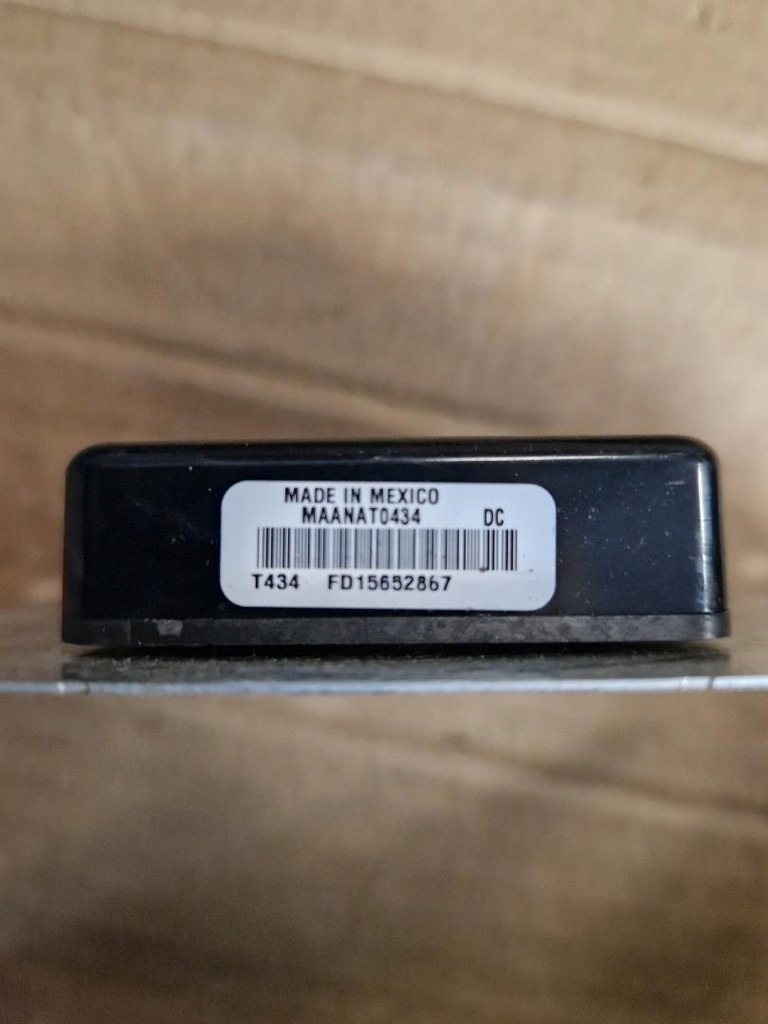 MADE IN MEXICO
MAANAT0434 DC
T434 FD15652867